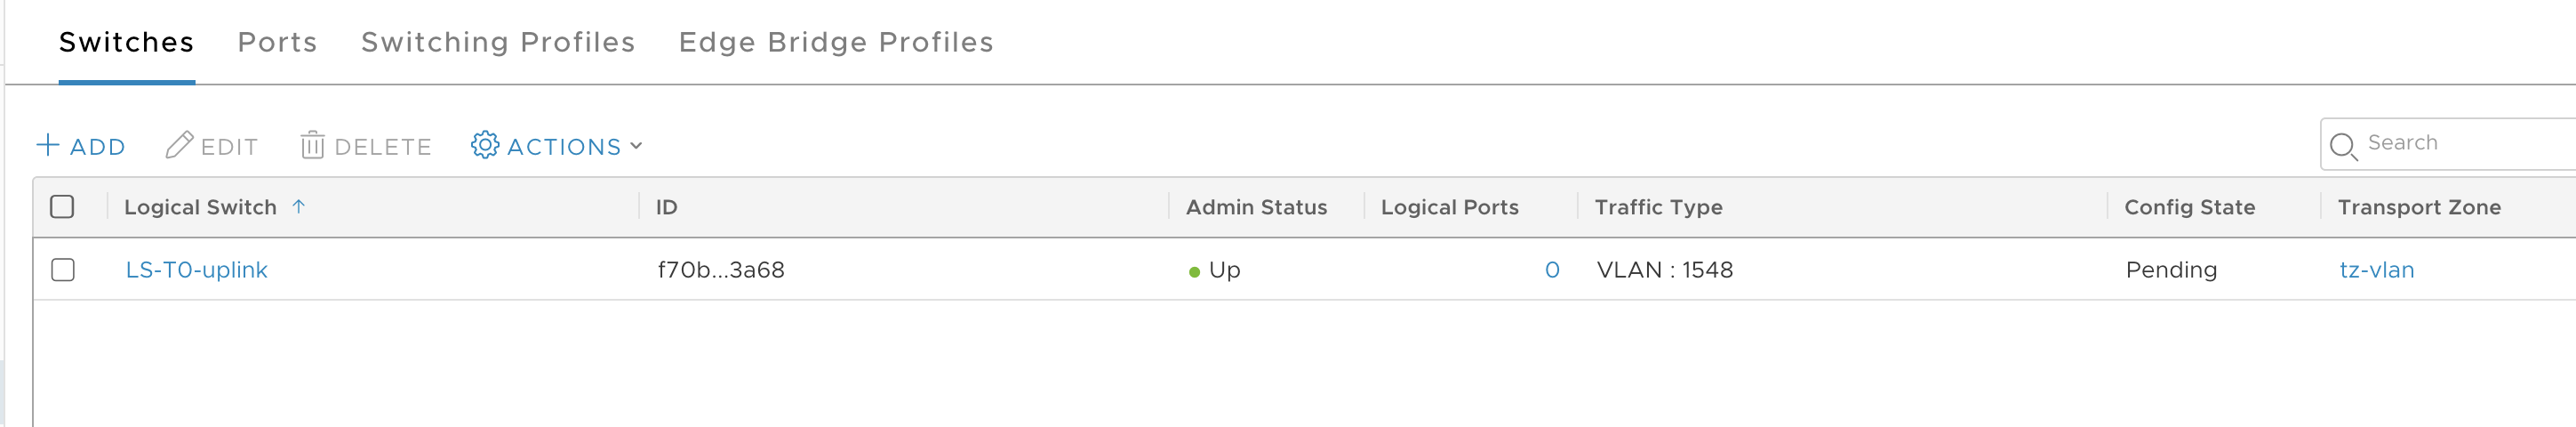 Switches Ports Switching Profiles Edge Bridge Profiles
ADD EDIT DELETE ACTIONS Search
Logical Switch ↑ ID Admin Status Logical Ports Traffic Type Config State Transport Zone
LS-T0-uplink f70b...3a68 Up 0 VLAN : 1548 Pending tz-vlan